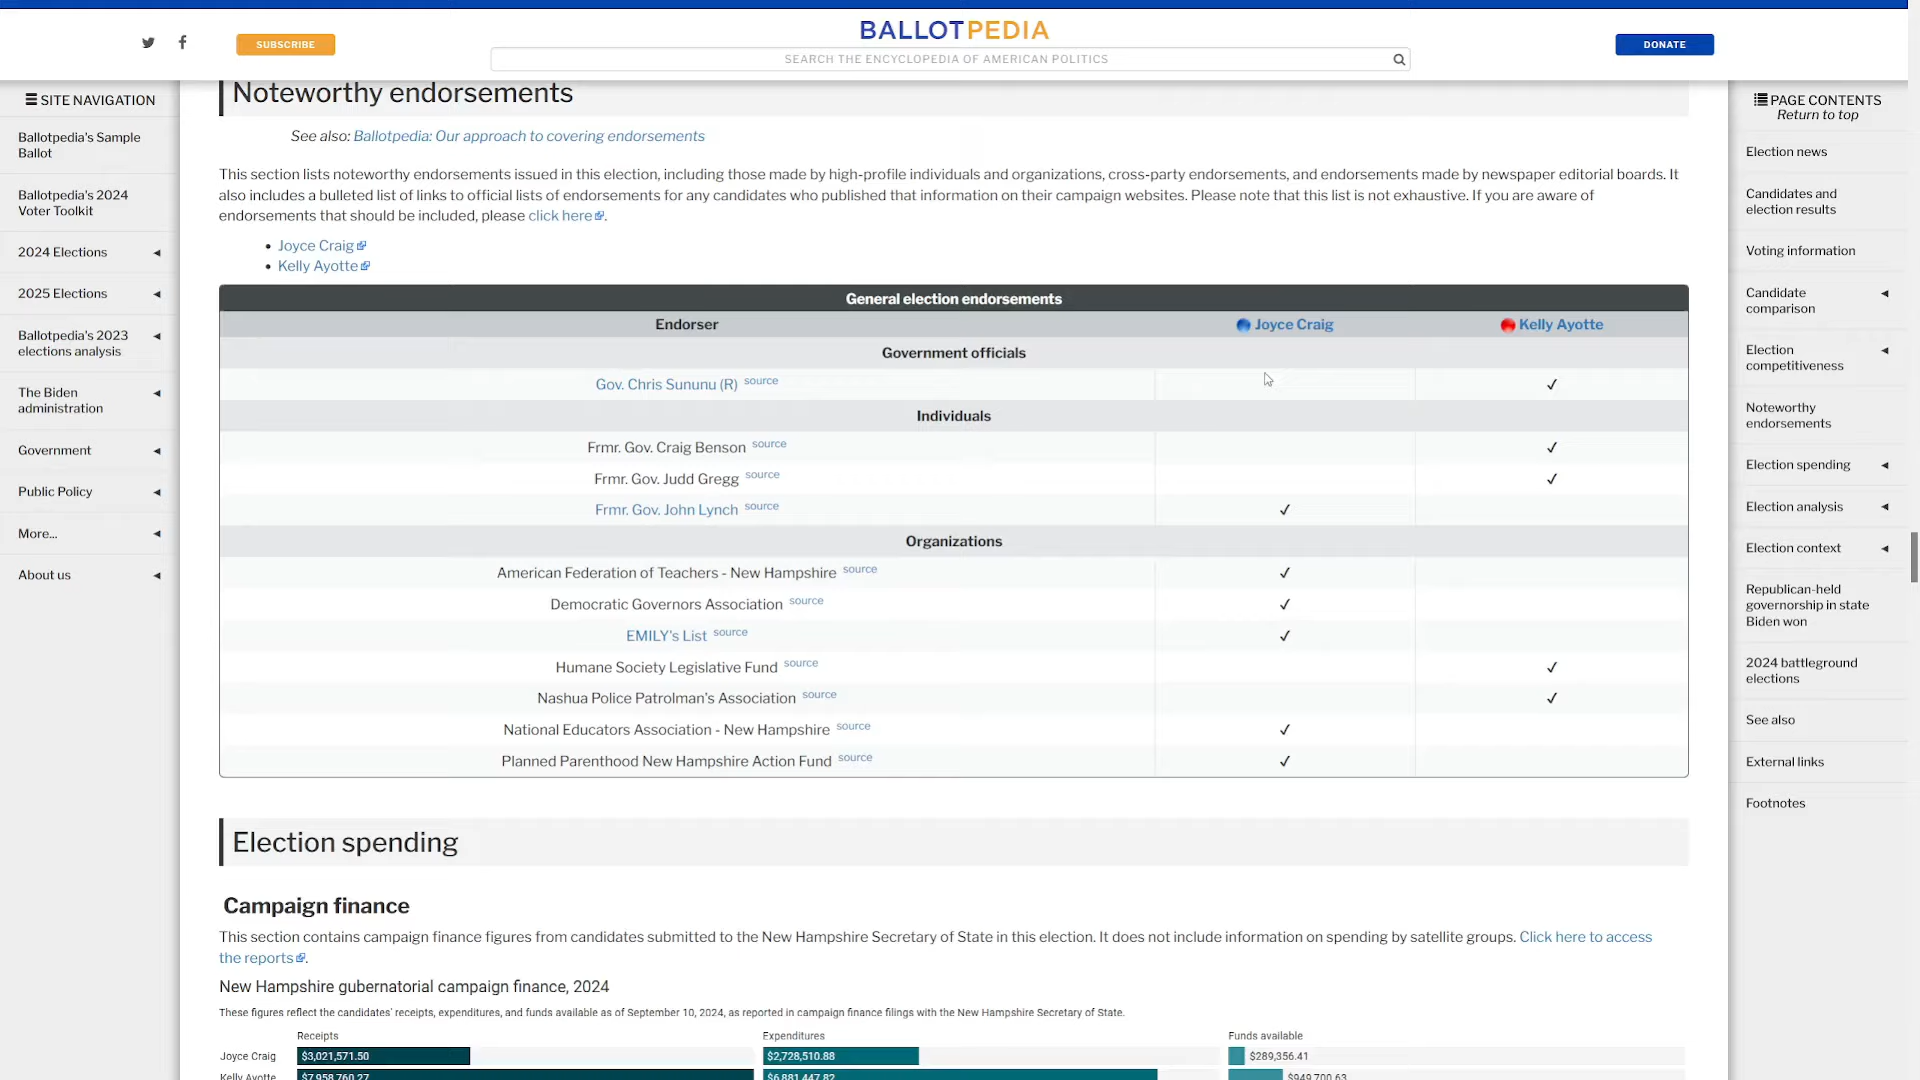 BALLOTPEDIA
SUBSCRIBE
SEARCH THE ENCYCLOPEDIA OF AMERICAN POLITICS
DONATE
SITE NAVIGATION
Ballotpedia's Sample
Ballot
Ballotpedia's 2024
Voter Toolkit
2024 Elections
2025 Elections
Ballotpedia's 2023
elections analysis
The Biden
administration
Government
Public Policy
More...
About us
Noteworthy endorsements
See also: Ballotpedia: Our approach to covering endorsements
This section lists noteworthy endorsements issued in this election, including those made by high-profile individuals and organizations, cross-party endorsements, and endorsements made by newspaper editorial boards. It
also includes a bulleted list of links to official lists of endorsements for any candidates who published that information on their campaign websites. Please note that this list is not exhaustive. If you are aware of
endorsements that should be included, please click here.
• Joyce Craig
• Kelly Ayotte
General election endorsements
Endorser Joyce Craig Kelly Ayotte
Government officials
Gov. Chris Sununu (R) source ✓
Individuals
Frmr. Gov. Craig Benson source ✓
Frmr. Gov. Judd Gregg source ✓
Frmr. Gov. John Lynch source ✓
Organizations
American Federation of Teachers - New Hampshire source ✓
Democratic Governors Association source ✓
EMILY's List source ✓
Humane Society Legislative Fund source ✓
Nashua Police Patrolman's Association source ✓
National Educators Association - New Hampshire source ✓
Planned Parenthood New Hampshire Action Fund source ✓
Election spending
Campaign finance
This section contains campaign finance figures from candidates submitted to the New Hampshire Secretary of State in this election. It does not include information on spending by satellite groups. Click here to access
the reports.
New Hampshire gubernatorial campaign finance, 2024
These figures reflect the candidates' receipts, expenditures, and funds available as of September 10, 2024, as reported in campaign finance filings with the New Hampshire Secretary of State.
Receipts Expenditures Funds available
Joyce Craig $3,021,571.50 $2,728,510.88 $289,356.41
Kelly Ayotte $7,958,760.27 $6,881,447.82 $949,700.63
PAGE CONTENTS
Return to top
Election news
Candidates and
election results
Voting information
Candidate
comparison
Election
competitiveness
Noteworthy
endorsements
Election spending
Election analysis
Election context
Republican-held
governorship in state
Biden won
2024 battleground
elections
See also
External links
Footnotes